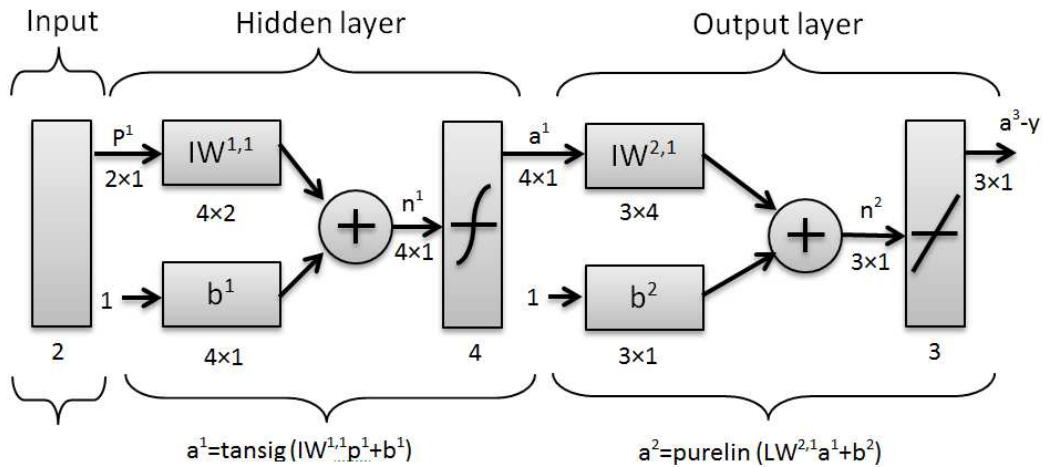 Input
Hidden layer
Output layer
P¹
2×1
IW¹,¹
4×2
1
b¹
4×1
2
n¹
4×1
4
a¹
4×1
IW²,¹
3×4
1
b²
3×1
n²
3×1
3
a³-y
3×1
a¹=tansig (IW¹,¹p¹+b¹)
a²=purelin (LW²,¹a¹+b²)